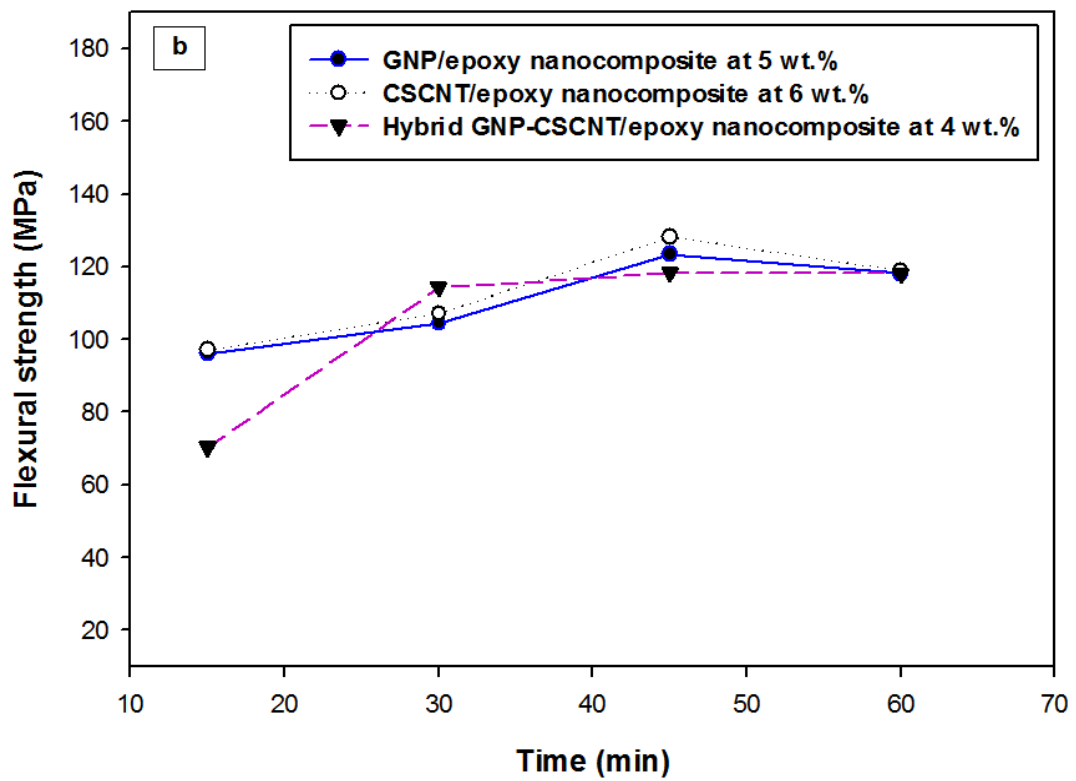 b
GNP/epoxy nanocomposite at 5 wt.%
CSCNT/epoxy nanocomposite at 6 wt.%
Hybrid GNP-CSCNT/epoxy nanocomposite at 4 wt.%
Flexural strength (MPa)
180
160
140
120
100
80
60
40
20
10 20 30 40 50 60 70
Time (min)